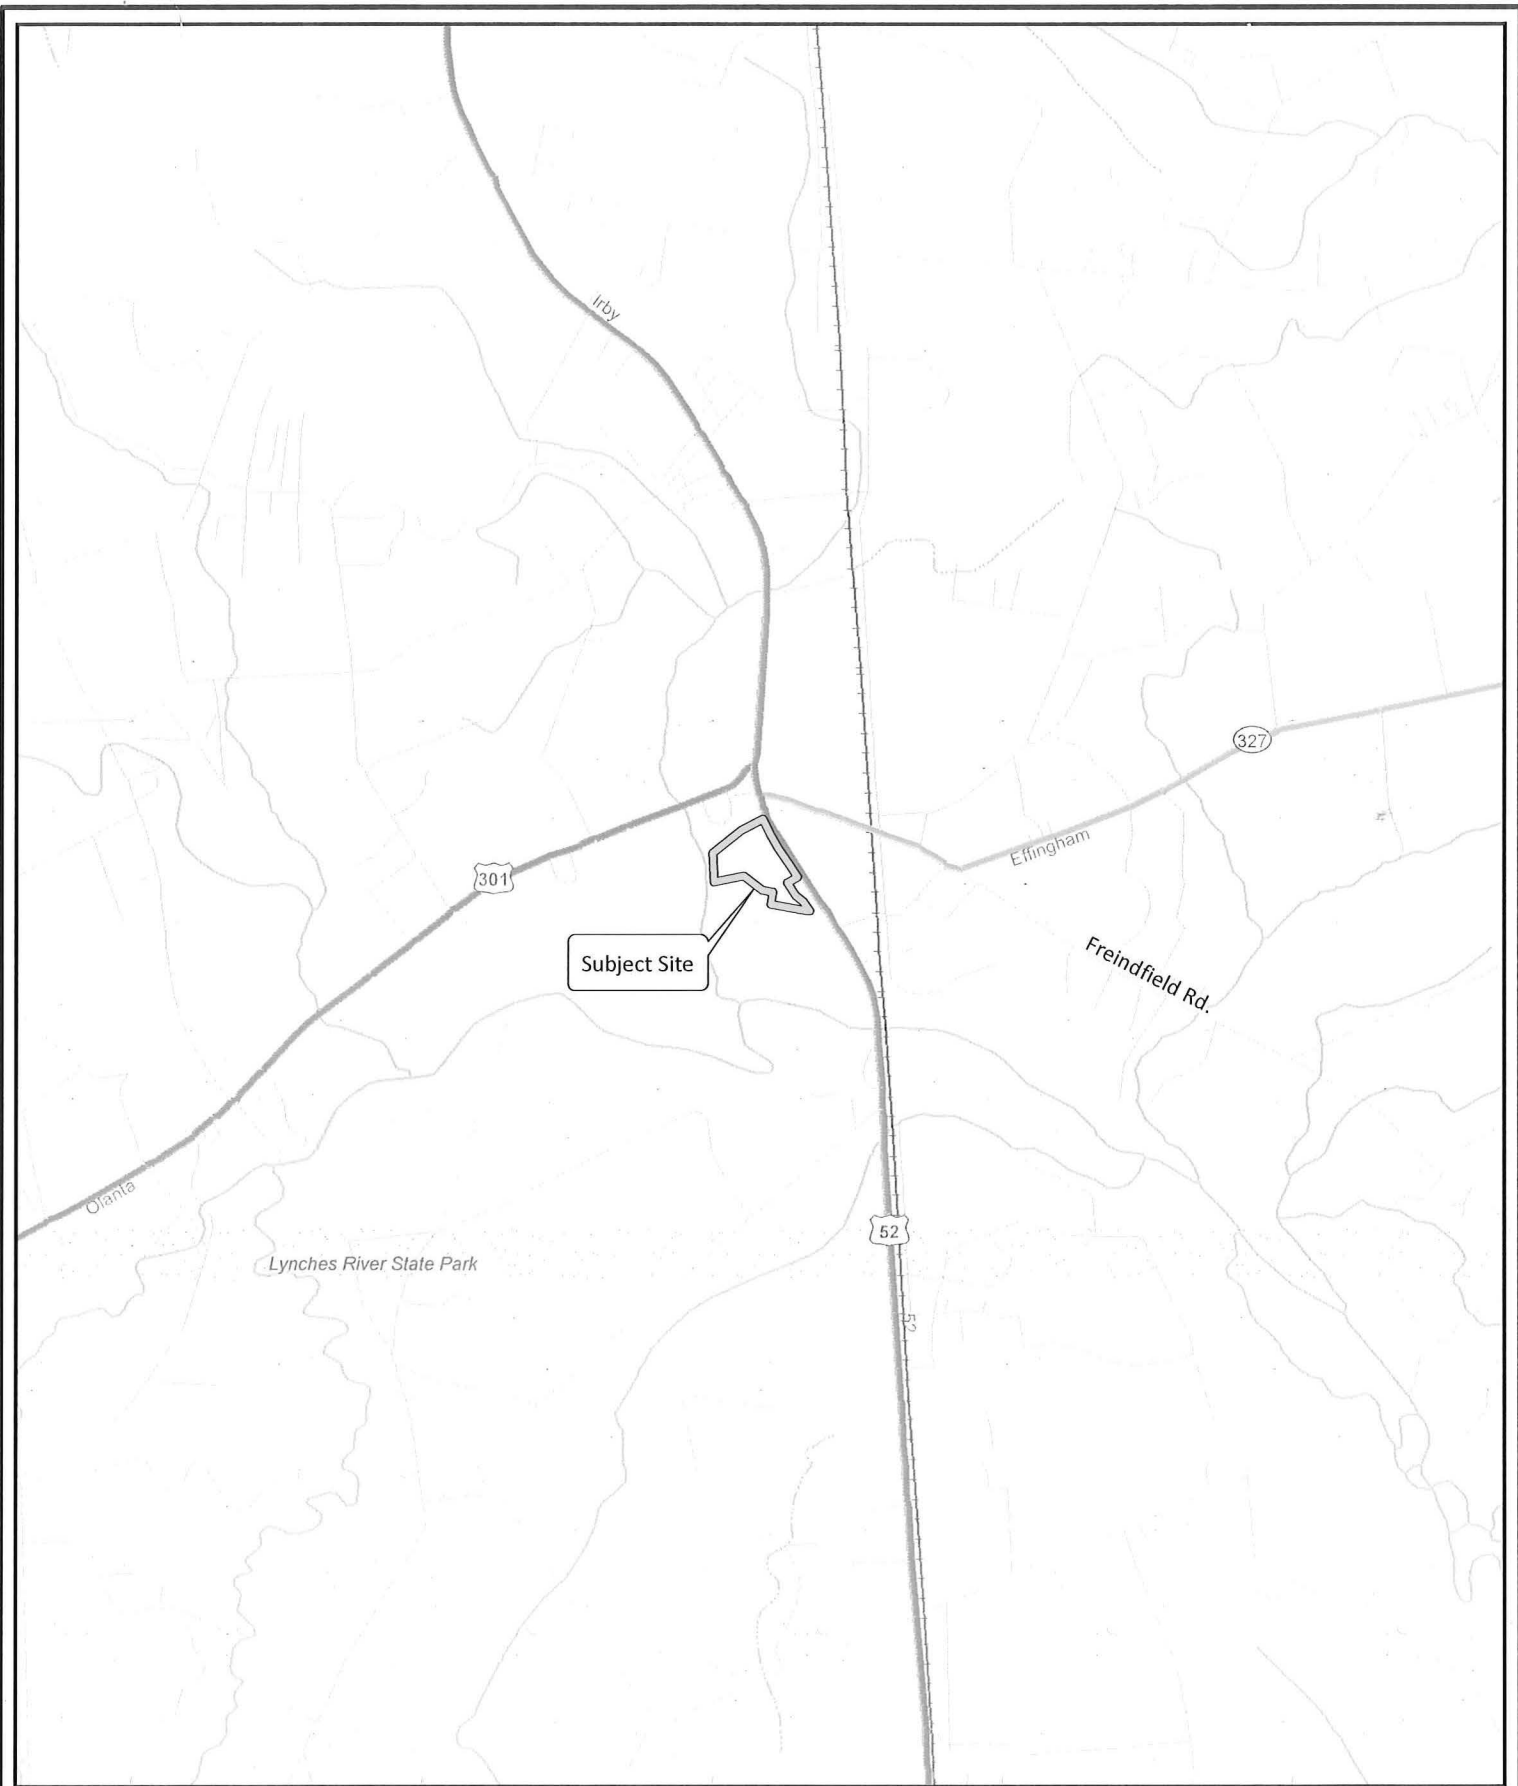 Irby
327
Effingham
301
Freindfield Rd.
Subject Site
Olanta
52
Lynches River State Park
52